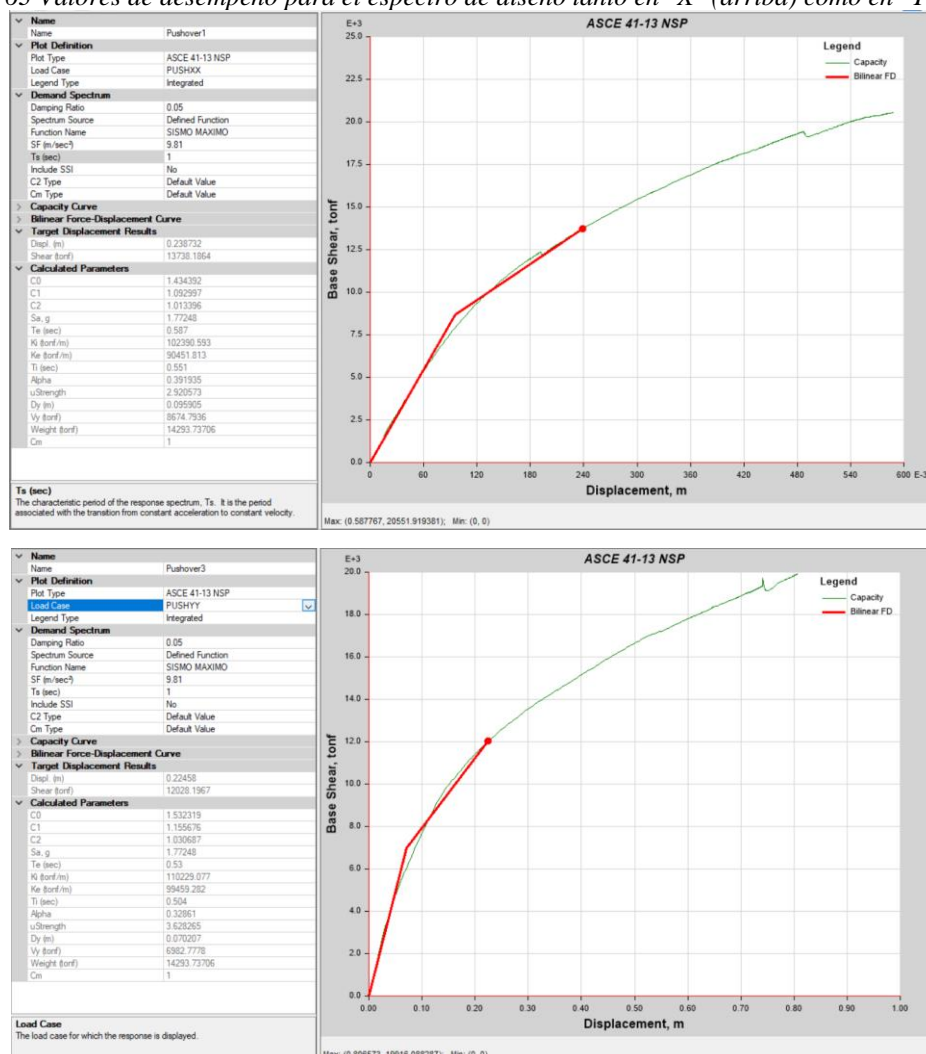 65 Valores de desempeño para el espectro de diseño tanto en "X" (arriba) como en
Name
Name Pushover1
Plot Definition
Plot Type ASCE 41-13 NSP
Load Case PUSHXX
Legend Type Integrated
Demand Spectrum
Damping Ratio 0.05
Spectrum Source Defined Function
Function Name SISMO MAXIMO
SF (m/sec²) 9.81
Ts (sec) 1
Include SSI No
C2 Type Default Value
Cm Type Default Value
Capacity Curve
Bilinear Force-Displacement Curve
Target Displacement Results
Displ. (m) 0.238732
Shear (tonf) 13738.1864
Calculated Parameters
C0 1.434392
C1 1.092997
C2 1.013396
Sa, g 1.77248
Te (sec) 0.587
Ki (tonf/m) 102390.593
Ke (tonf/m) 90451.813
Ti (sec) 0.551
Alpha 0.391935
uStrength 2.920573
Dy (m) 0.095905
Vy (tonf) 8674.7936
Weight (tonf) 14293.73706
Cm 1
Ts (sec)
The characteristic period of the response spectrum, Ts. It is the period
associated with the transition from constant acceleration to constant velocity.
ASCE 41-13 NSP
E+3
25.0
22.5
20.0
17.5
15.0
12.5
10.0
7.5
5.0
2.5
0.0
Base Shear, tonf
Legend
Capacity
Bilinear FD
0 60 120 180 240 300 360 420 480 540 600 E-3
Displacement, m
Max: (0.587767, 20551.919381); Min: (0, 0)
Name
Name Pushover3
Plot Definition
Plot Type ASCE 41-13 NSP
Load Case PUSHYY
Legend Type Integrated
Demand Spectrum
Damping Ratio 0.05
Spectrum Source Defined Function
Function Name SISMO MAXIMO
SF (m/sec²) 9.81
Ts (sec) 1
Include SSI No
C2 Type Default Value
Cm Type Default Value
Capacity Curve
Bilinear Force-Displacement Curve
Target Displacement Results
Displ. (m) 0.22458
Shear (tonf) 12028.1967
Calculated Parameters
C0 1.532319
C1 1.155676
C2 1.030687
Sa, g 1.77248
Te (sec) 0.53
Ki (tonf/m) 110229.077
Ke (tonf/m) 99459.282
Ti (sec) 0.504
Alpha 0.32861
uStrength 3.628265
Dy (m) 0.070207
Vy (tonf) 6982.7778
Weight (tonf) 14293.73706
Cm 1
Load Case
The load case for which the response is displayed.
ASCE 41-13 NSP
E+3
20.0
18.0
16.0
14.0
12.0
10.0
8.0
6.0
4.0
2.0
0.0
Base Shear, tonf
Legend
Capacity
Bilinear FD
0.00 0.10 0.20 0.30 0.40 0.50 0.60 0.70 0.80 0.90 1.00
Displacement, m